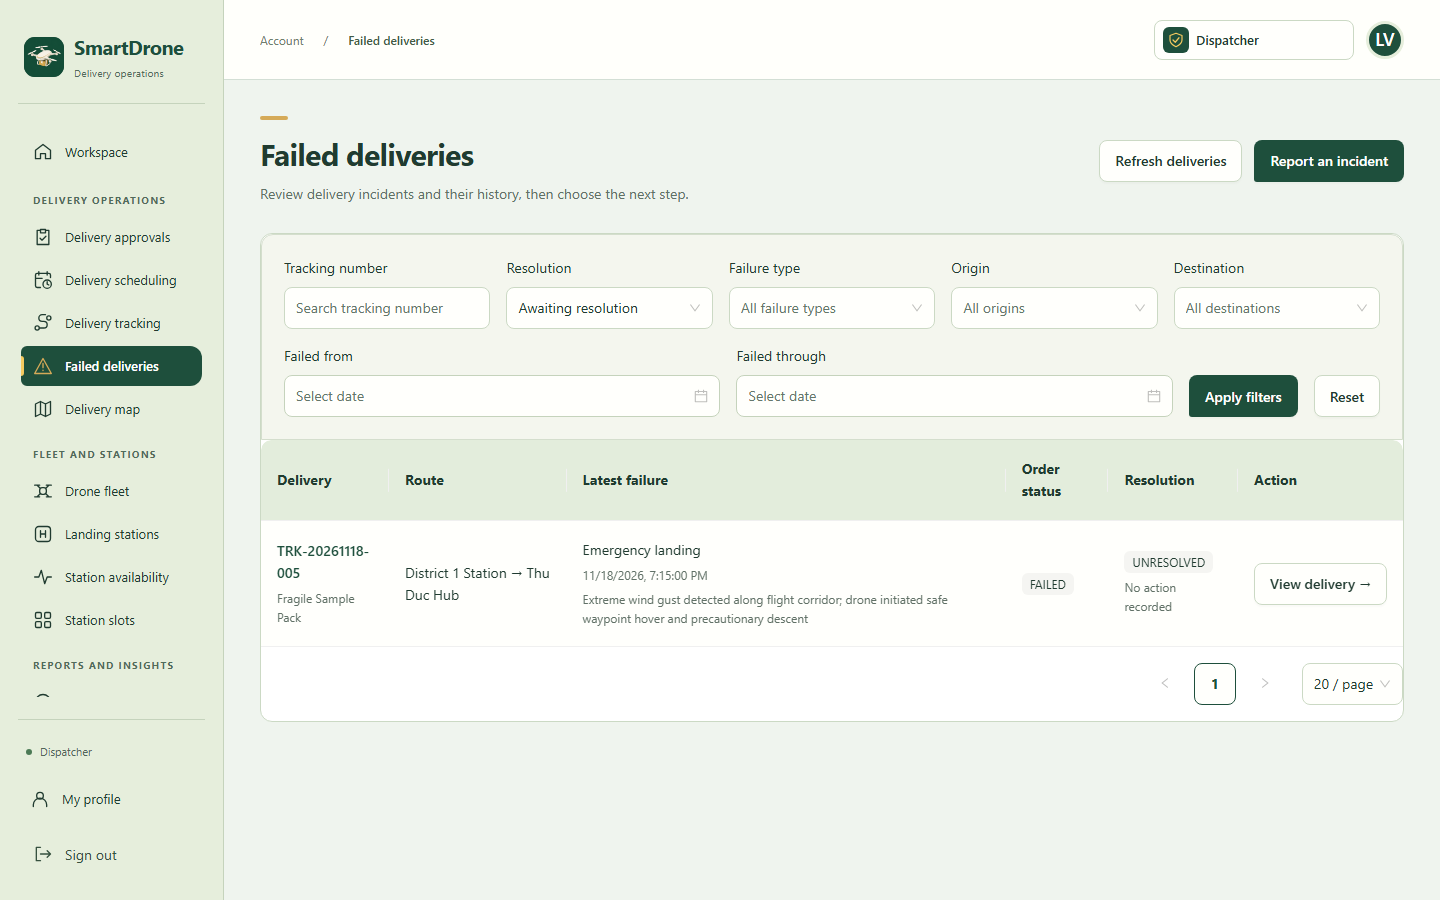 SmartDrone
Delivery operations
Workspace
DELIVERY OPERATIONS
Delivery approvals
Delivery scheduling
Delivery tracking
Failed deliveries
Delivery map
FLEET AND STATIONS
Drone fleet
Landing stations
Station availability
Station slots
REPORTS AND INSIGHTS
Dispatcher
My profile
Sign out
Account / Failed deliveries
Dispatcher
LV
Failed deliveries
Review delivery incidents and their history, then choose the next step.
Refresh deliveries
Report an incident
Tracking number
Search tracking number
Resolution
Awaiting resolution
Failure type
All failure types
Origin
All origins
Destination
All destinations
Failed from
Select date
Failed through
Select date
Apply filters
Reset
Delivery
Route
Latest failure
Order
status
Resolution
Action
TRK-20261118-
005
Fragile Sample
Pack
District 1 Station → Thu
Duc Hub
Emergency landing
11/18/2026, 7:15:00 PM
Extreme wind gust detected along flight corridor; drone initiated safe
waypoint hover and precautionary descent
FAILED
UNRESOLVED
No action
recorded
View delivery →
< 1 >
20 / page